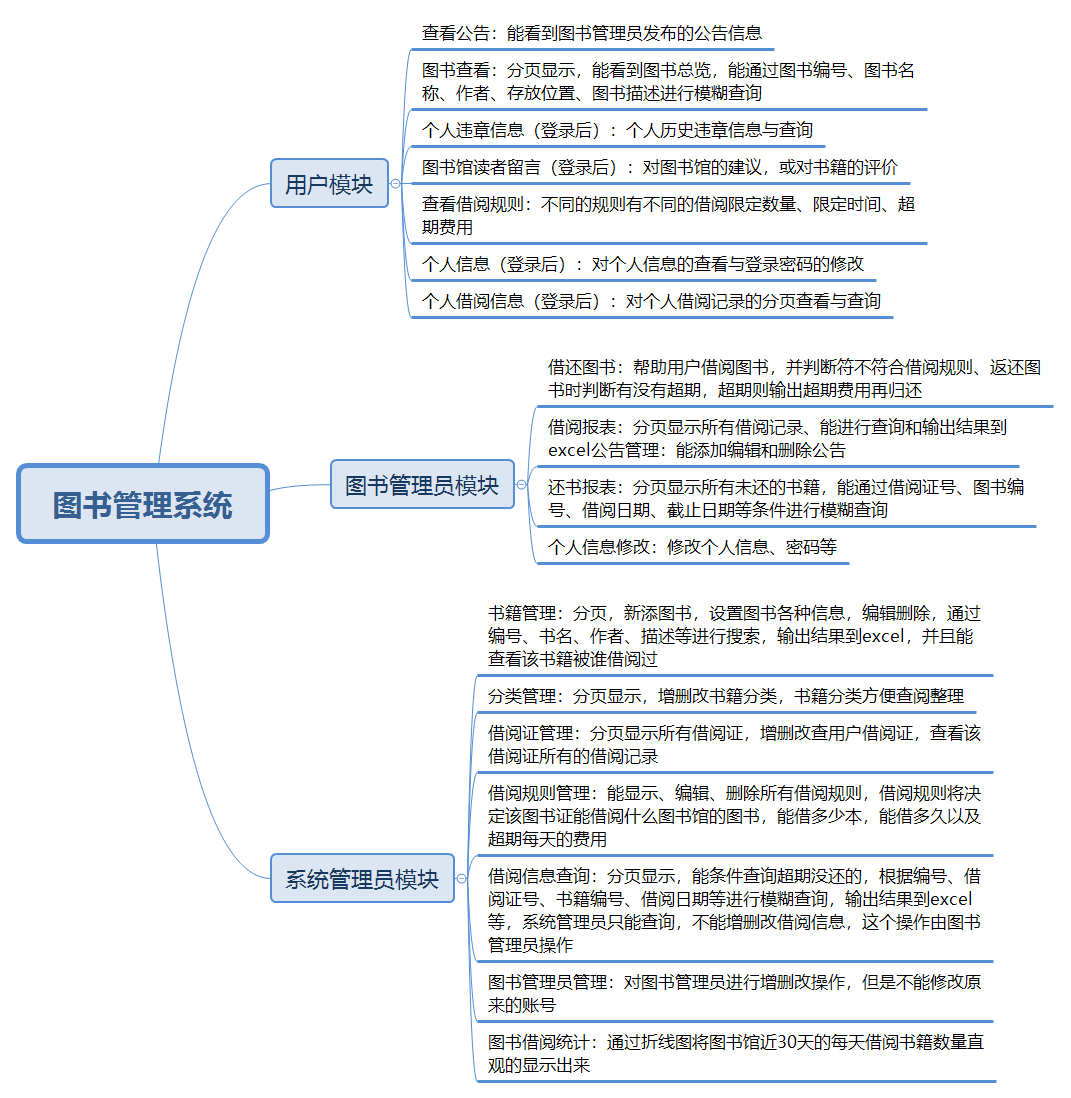 查看公告：能看到图书管理员发布的公告信息
图书查看：分页显示，能看到图书总览，能通过图书编号、图书名
称、作者、存放位置、图书描述进行模糊查询
个人违章信息（登录后）：个人历史违章信息与查询
用户模块
图书馆读者留言（登录后）：对图书馆的建议，或对书籍的评价
查看借阅规则：不同的规则有不同的借阅限定数量、限定时间、超
期费用
个人信息（登录后）：对个人信息的查看与登录密码的修改
个人借阅信息（登录后）：对个人借阅记录的分页查看与查询
图书管理系统
图书管理员模块
借还图书：帮助用户借阅图书，并判断符不符合借阅规则、返还图
书时判断有没有超期，超期则输出超期费用再归还
借阅报表：分页显示所有借阅记录、能进行查询和输出结果到
excel公告管理：能添加编辑和删除公告
还书报表：分页显示所有未还的书籍，能通过借阅证号、图书编
号、借阅日期、截止日期等条件进行模糊查询
个人信息修改：修改个人信息、密码等
系统管理员模块
书籍管理：分页，新添图书，设置图书各种信息，编辑删除，通过
编号、书名、作者、描述等进行搜索，输出结果到excel，并且能
查看该书籍被谁借阅过
分类管理：分页显示，增删改书籍分类，书籍分类方便查阅整理
借阅证管理：分页显示所有借阅证，增删改查用户借阅证，查看该
借阅证所有的借阅记录
借阅规则管理：能显示、编辑、删除所有借阅规则，借阅规则将决
定该图书证能借阅什么图书馆的图书，能借多少本，能借多久以及
超期每天的费用
借阅信息查询：分页显示，能条件查询超期没还的，根据编号、借
阅证号、书籍编号、借阅日期等进行模糊查询，输出结果到excel
等，系统管理员只能查询，不能增删改借阅信息，这个操作由图书
管理员操作
图书管理员管理：对图书管理员进行增删改操作，但是不能修改原
来的账号
图书借阅统计：通过折线图将图书馆近30天的每天借阅书籍数量直
观的显示出来